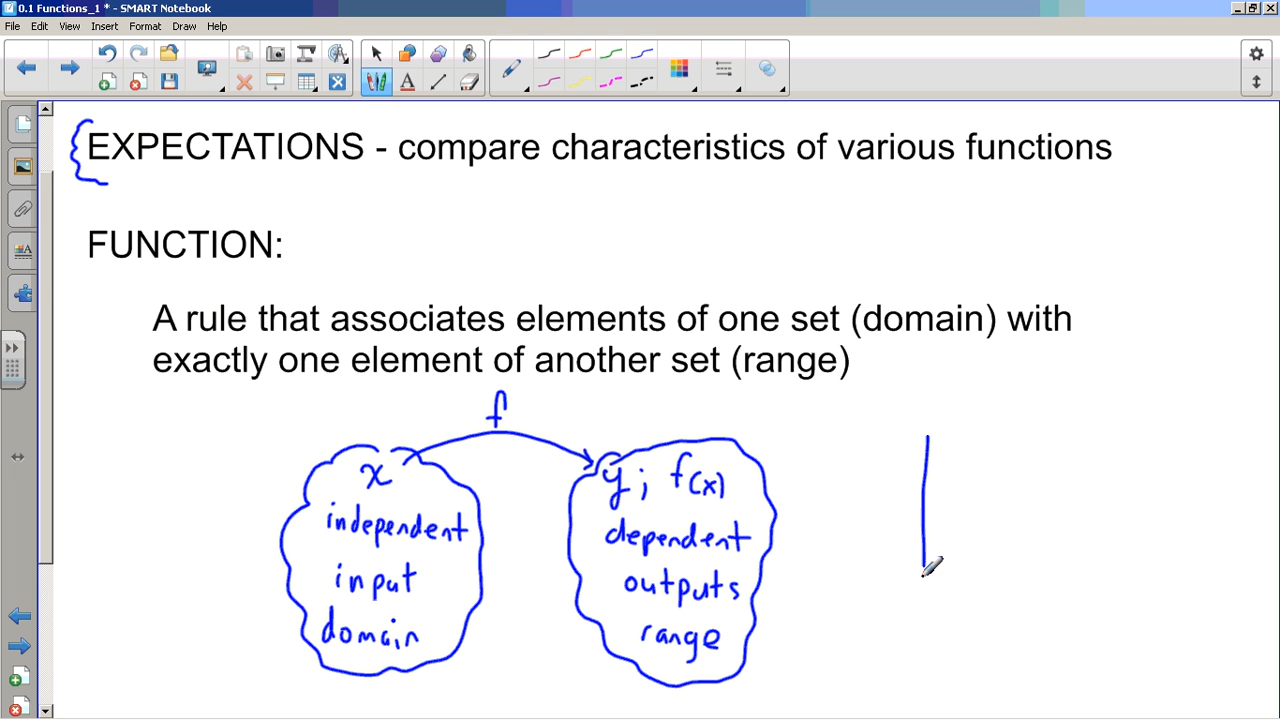 0.1 Functions_1 * - SMART Notebook
File Edit View Insert Format Draw Help
EXPECTATIONS - compare characteristics of various functions
FUNCTION:
A rule that associates elements of one set (domain) with
exactly one element of another set (range)
f
x
independent
input
domain
y; f(x)
dependent
outputs
range